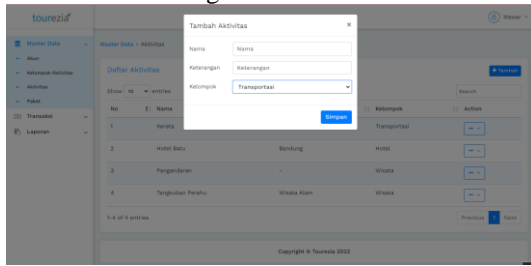 tourezia
Mawar
Tambah Aktivitas ×
Nama Nama
Keterangan Keterangan
Kelompok Transportasi
Simpan
Master Data
Akun
Kelompok Aktivitas
Aktivitas
Paket
Transaksi
Laporan
Master Data > Aktivitas
Daftar Aktivitas
+ Tambah
Show 10 entries
Search
No Nama Kelompok Action
1 Kereta Transportasi
2 Hotel Batu Bandung Hotel
3 Pangandaran - Wisata
4 Tangkuban Perahu Wisata Alam Wisata
1-4 of 4 entries
Previous 1 Next
Copyright © Tourezia 2022